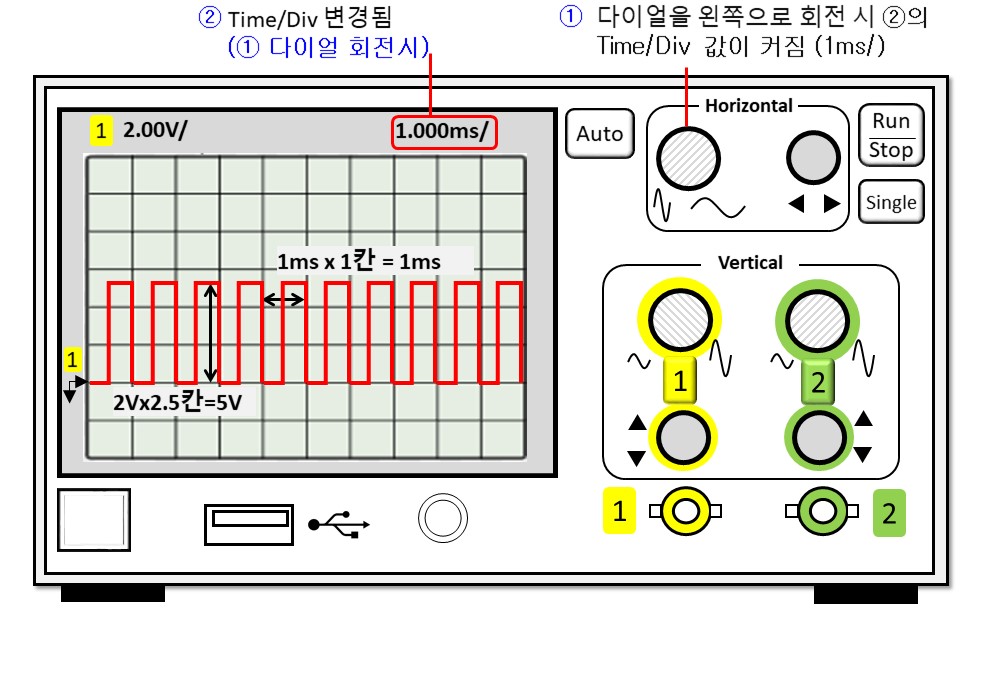 ② Time/Div 변경됨
(① 다이얼 회전시)
① 다이얼을 왼쪽으로 회전 시 ②의
Time/Div 값이 커짐 (1ms/)
1 2.00V/
1.000ms/
Auto
Horizontal
Run
Stop
Single
1ms x 1칸 = 1ms
1
2Vx2.5칸=5V
Vertical
1
2
1
2